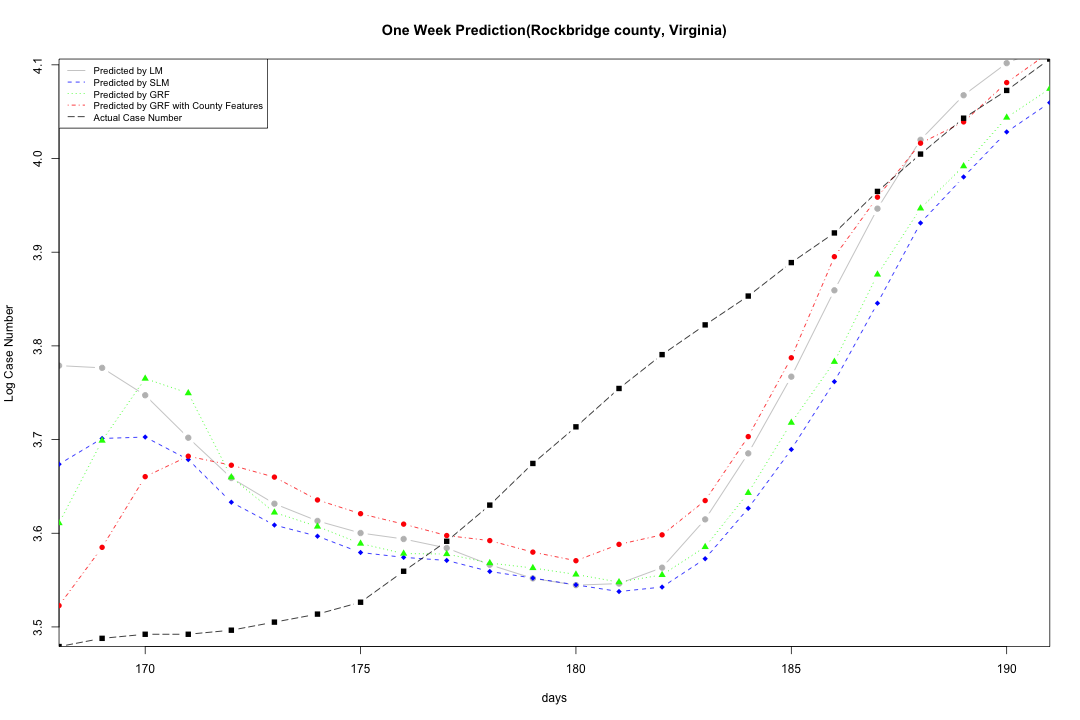 One Week Prediction(Rockbridge county, Virginia)
Predicted by LM
Predicted by SLM
Predicted by GRF
Predicted by GRF with County Features
Actual Case Number
4.1
4.0
3.9
3.8
3.7
3.6
3.5
Log Case Number
170 175 180 185 190
days